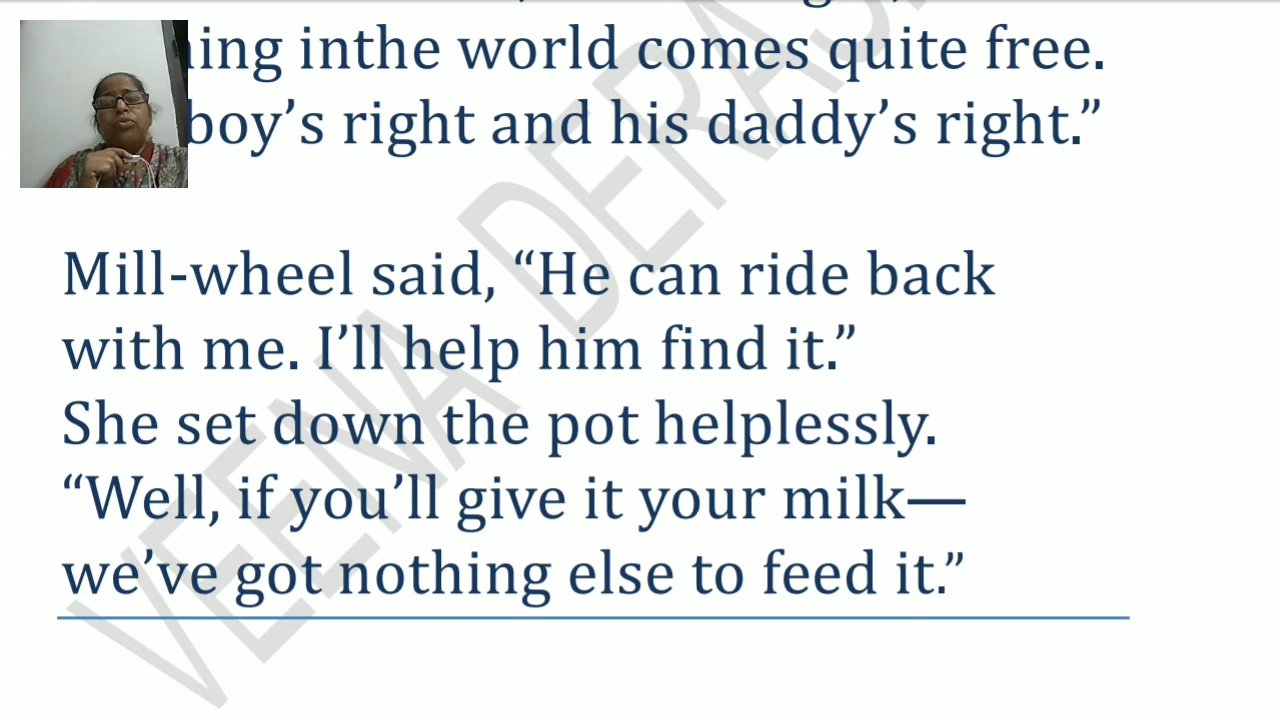 inthe world comes quite free.
boy’s right and his daddy’s right.”
Mill-wheel said, “He can ride back
with me. I’ll help him find it.”
She set down the pot helplessly.
“Well, if you’ll give it your milk—
we’ve got nothing else to feed it.”
VEENA